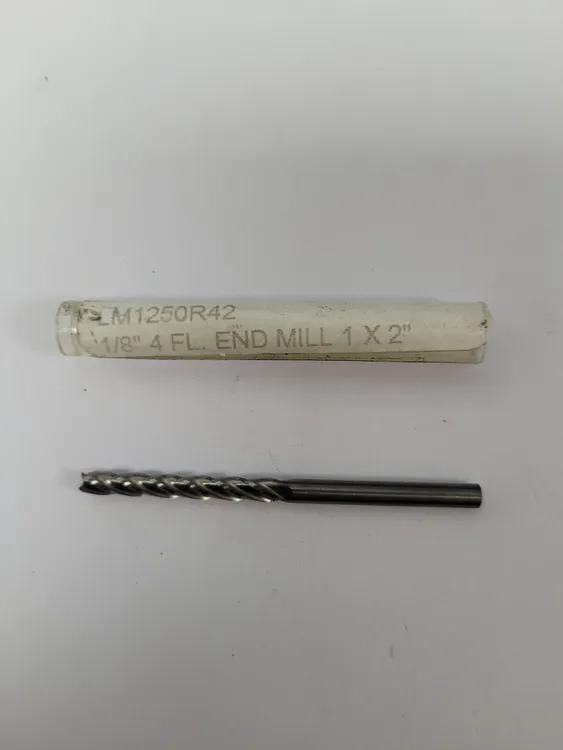 LM1250R42
1/8" 4 FL. END MILL 1 X 2"